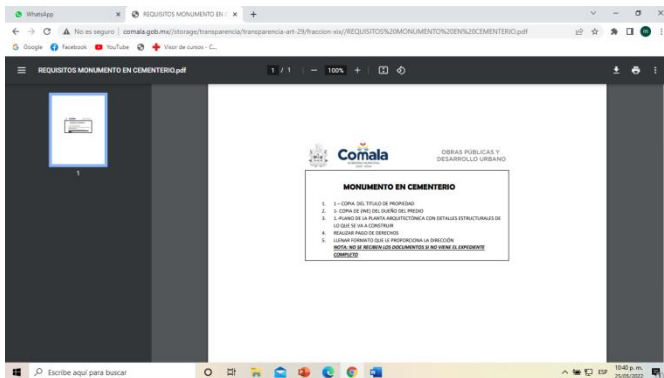 WhatsApp
REQUISITOS MONUMENTO EN
No es seguro
comala.gob.mx//storage/transparencia/transparencia-art-29/fraccion-xix//REQUISITOS%20MONUMENTO%20EN%20CEMENTERIO.pdf
Google
Facebook
YouTube
Visor de cursos - C...
REQUISITOS MONUMENTO EN CEMENTERIO.pdf
1 / 1
100%
1
Comala
OBRAS PÚBLICAS Y
DESARROLLO URBANO
MONUMENTO EN CEMENTERIO
1. 1 – COPIA DEL TITULO DE PROPIEDAD
2. 1- COPIA DE (INE) DEL DUEÑO DEL PREDIO
3. 1.-PLANO DE LA PLANTA ARQUITECTÓNICA CON DETALLES ESTRUCTURALES DE
LO QUE SE VA A CONSTRUIR
4. REALIZAR PAGO DE DERECHOS
5. LLENAR FORMATO QUE LE PROPORCIONA LA DIRECCIÓN
NOTA: NO SE RECIBEN LOS DOCUMENTOS SI NO VIENE EL EXPEDIENTE
COMPLETO
Escribe aquí para buscar
ESP
10:40 p. m.
25/05/2022